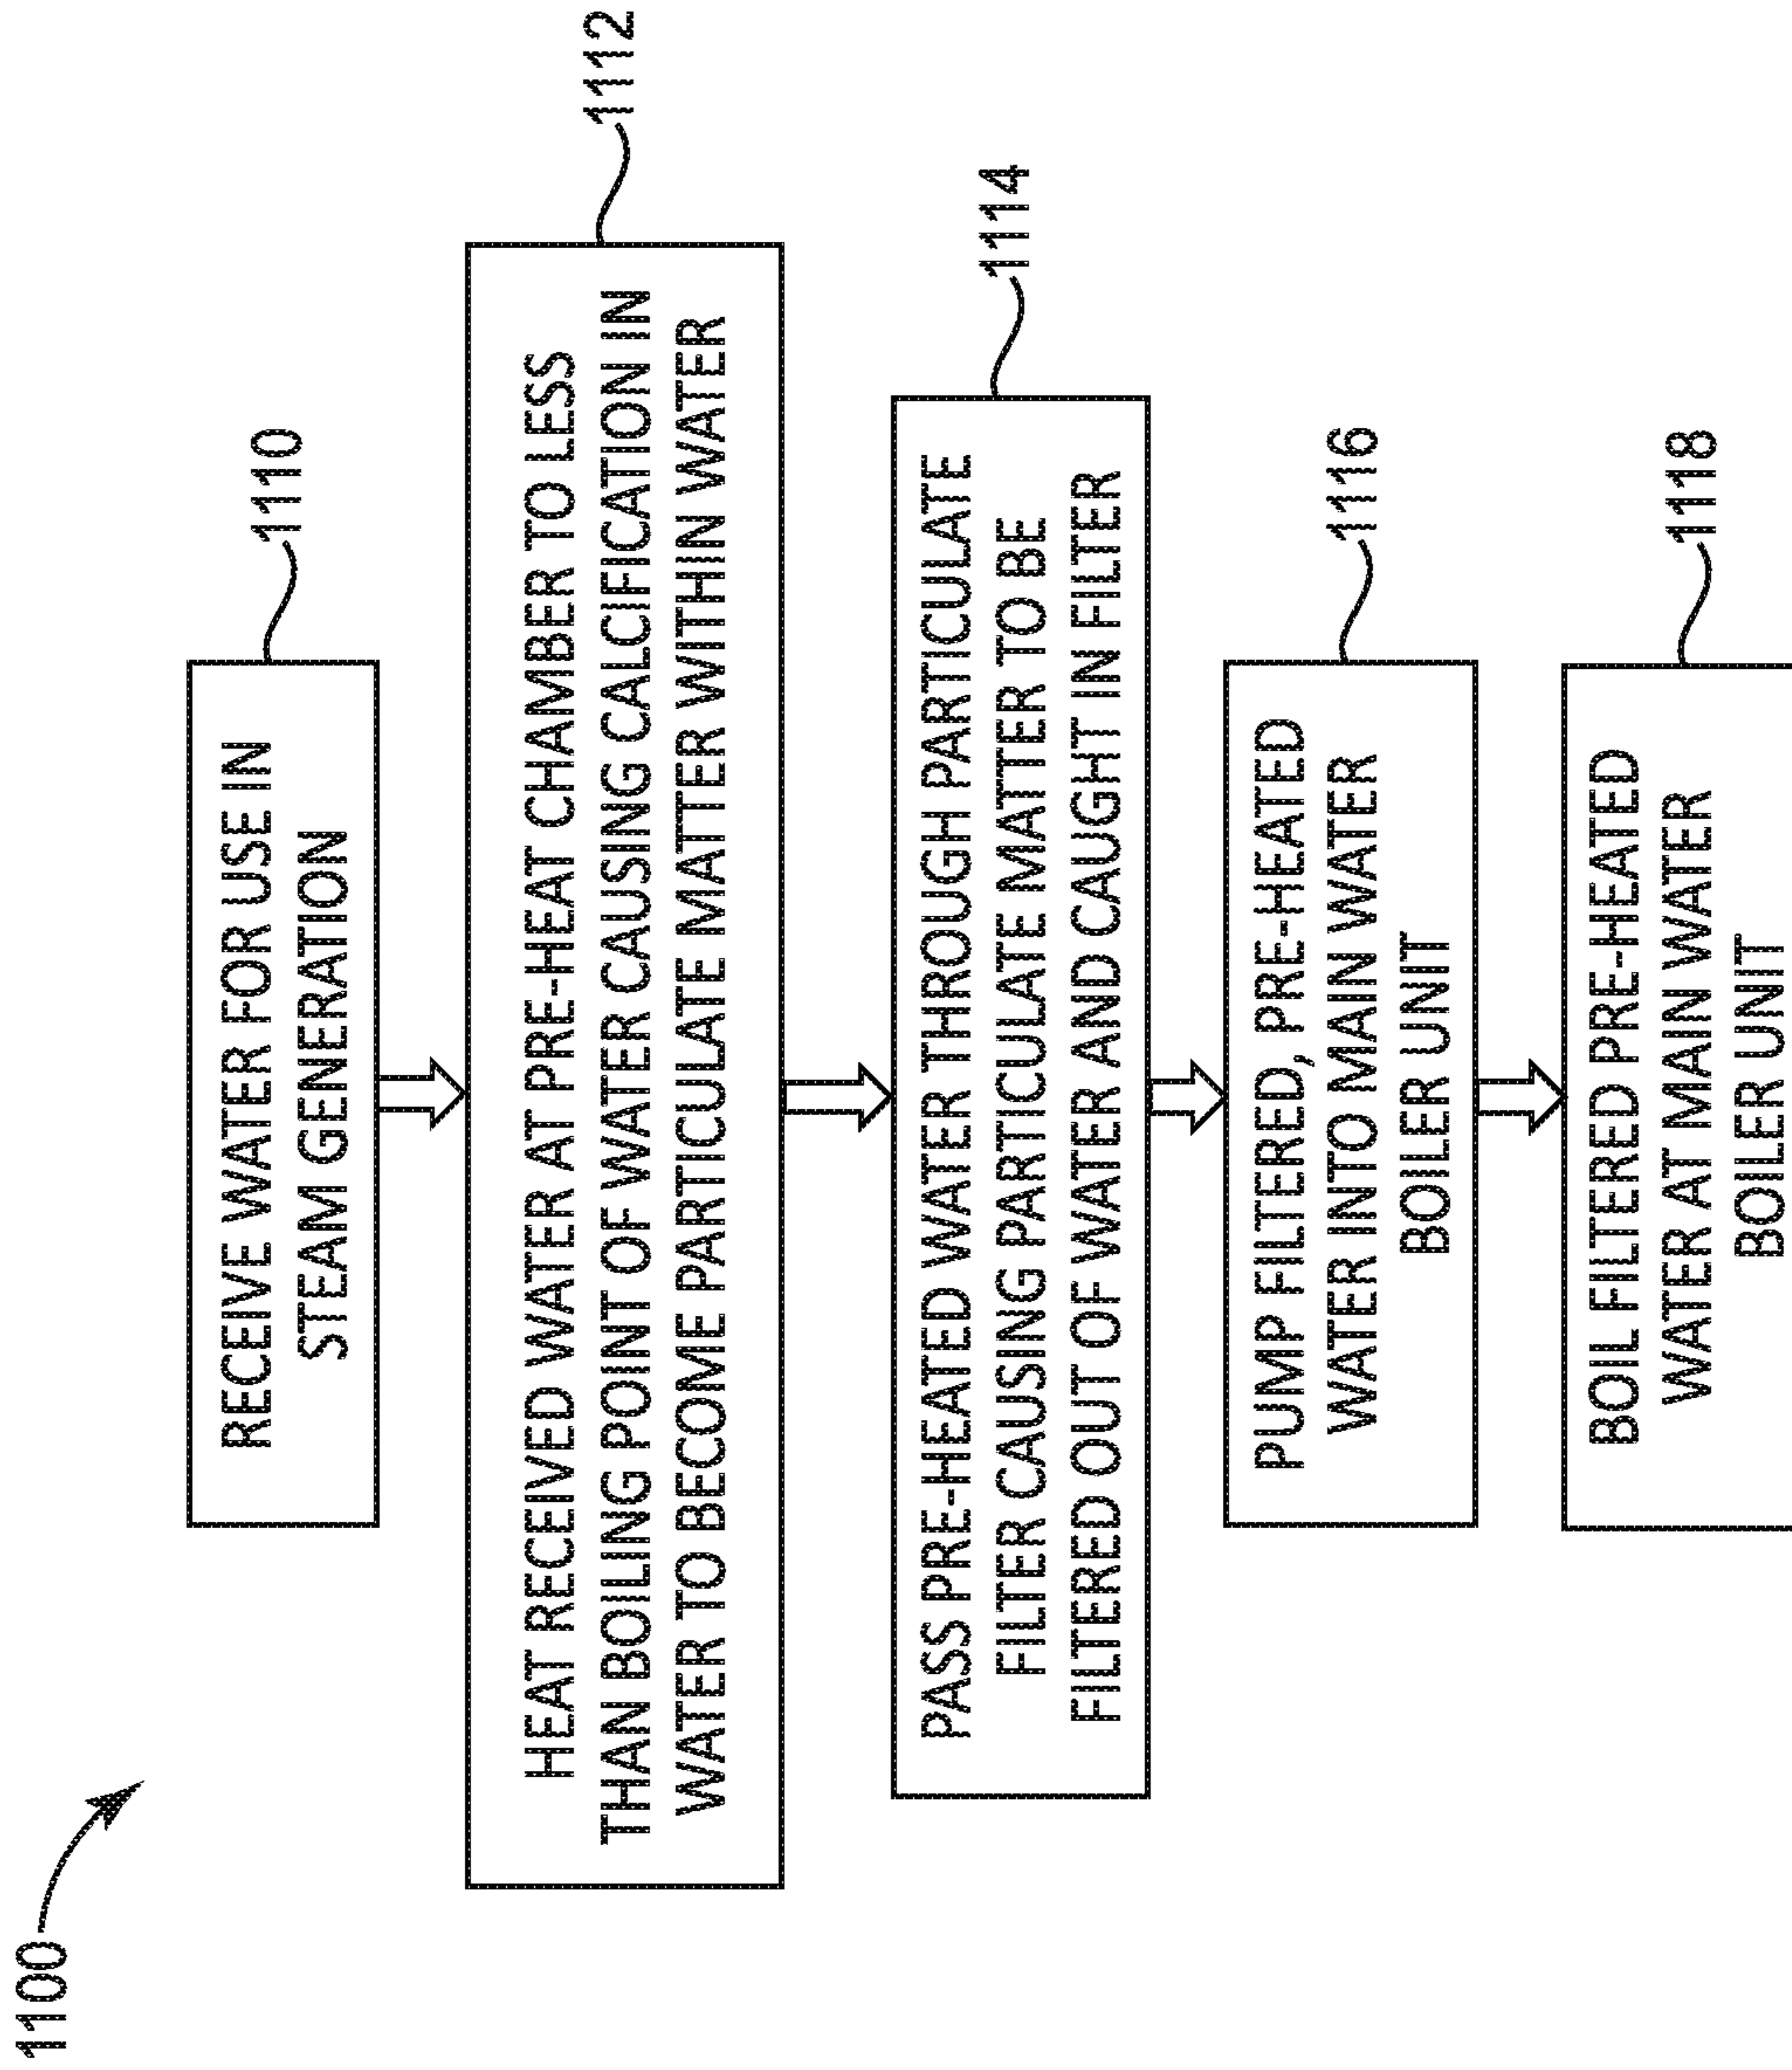 1100
1110
RECEIVE WATER FOR USE IN
STEAM GENERATION
1112
HEAT RECEIVED WATER AT PRE-HEAT CHAMBER TO LESS
THAN BOILING POINT OF WATER CAUSING CALCIFICATION IN
WATER TO BECOME PARTICULATE MATTER WITHIN WATER
1114
PASS PRE-HEATED WATER THROUGH PARTICULATE
FILTER CAUSING PARTICULATE MATTER TO BE
FILTERED OUT OF WATER AND CAUGHT IN FILTER
1116
PUMP FILTERED, PRE-HEATED
WATER INTO MAIN WATER
BOILER UNIT
1118
BOIL FILTERED PRE-HEATED
WATER AT MAIN WATER
BOILER UNIT